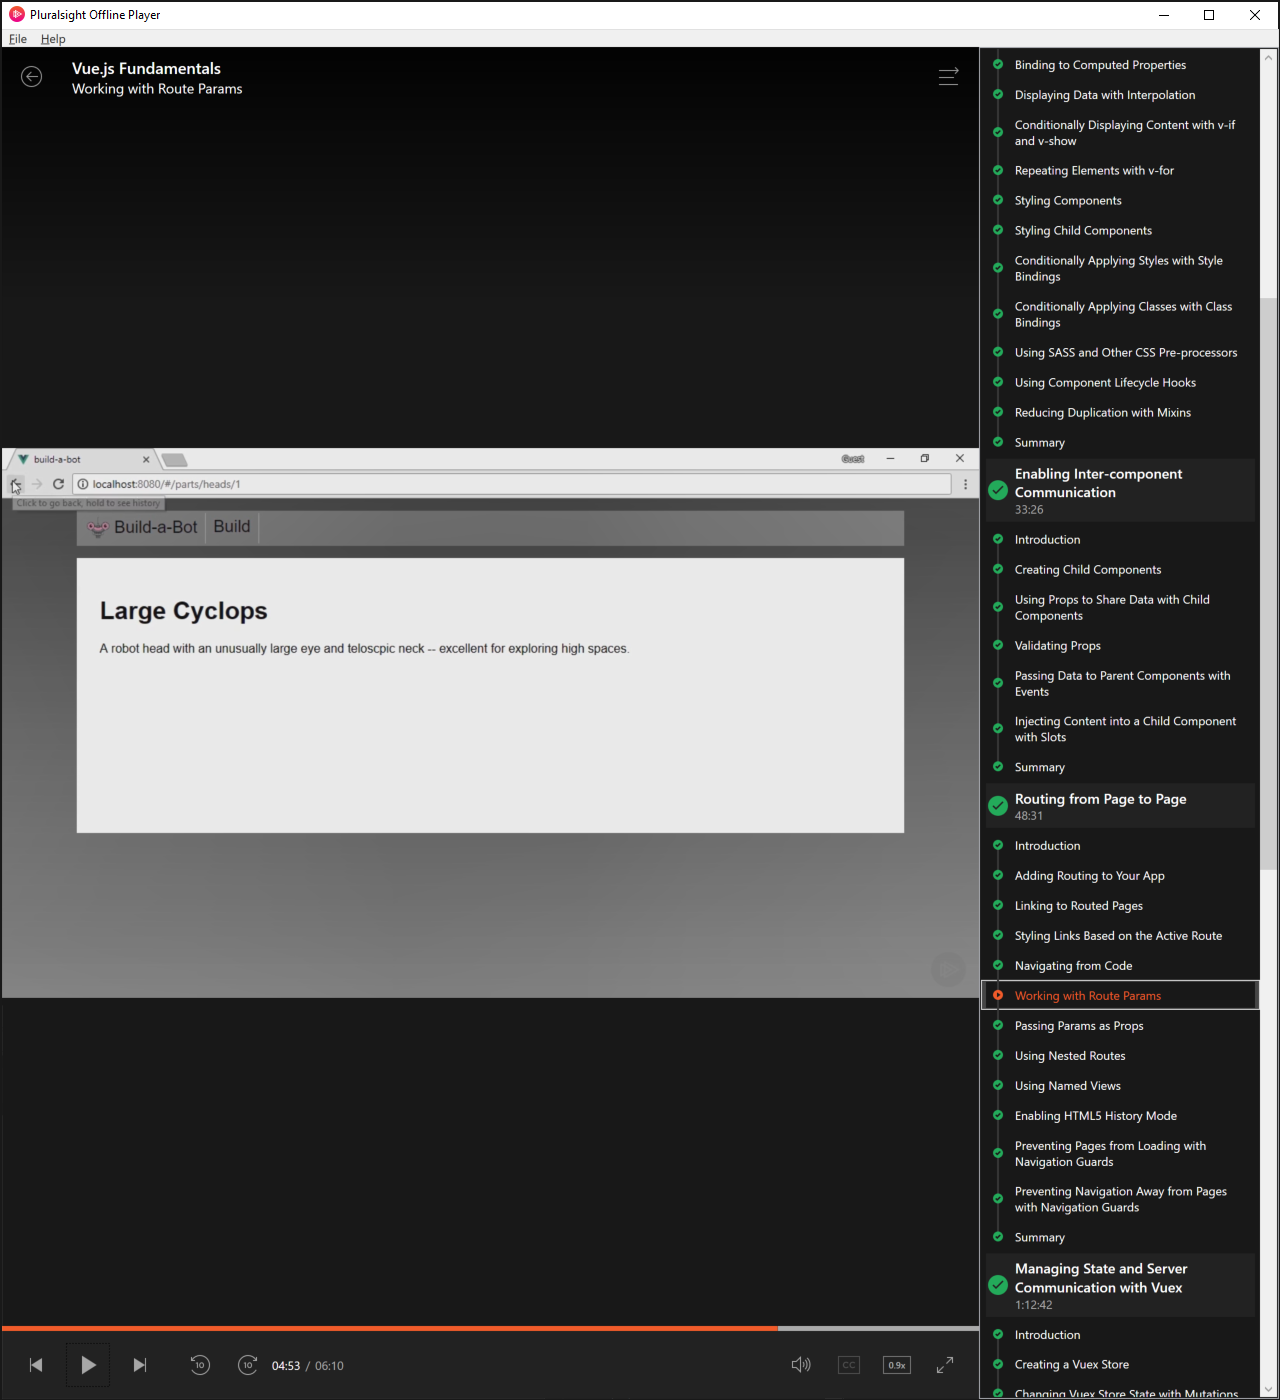 Pluralsight Offline Player
File Help
Vue.js Fundamentals
Working with Route Params
build-a-bot
Guest
localhost:8080/#/parts/heads/1
Click to go back, hold to see history
Build-a-Bot Build
Large Cyclops
A robot head with an unusually large eye and teloscpic neck -- excellent for exploring high spaces.
10 10 04:53 / 06:10 CC 0.9x
Binding to Computed Properties
Displaying Data with Interpolation
Conditionally Displaying Content with v-if
and v-show
Repeating Elements with v-for
Styling Components
Styling Child Components
Conditionally Applying Styles with Style
Bindings
Conditionally Applying Classes with Class
Bindings
Using SASS and Other CSS Pre-processors
Using Component Lifecycle Hooks
Reducing Duplication with Mixins
Summary
Enabling Inter-component
Communication
33:26
Introduction
Creating Child Components
Using Props to Share Data with Child
Components
Validating Props
Passing Data to Parent Components with
Events
Injecting Content into a Child Component
with Slots
Summary
Routing from Page to Page
48:31
Introduction
Adding Routing to Your App
Linking to Routed Pages
Styling Links Based on the Active Route
Navigating from Code
Working with Route Params
Passing Params as Props
Using Nested Routes
Using Named Views
Enabling HTML5 History Mode
Preventing Pages from Loading with
Navigation Guards
Preventing Navigation Away from Pages
with Navigation Guards
Summary
Managing State and Server
Communication with Vuex
1:12:42
Introduction
Creating a Vuex Store
Changing Vuex Store State with Mutations